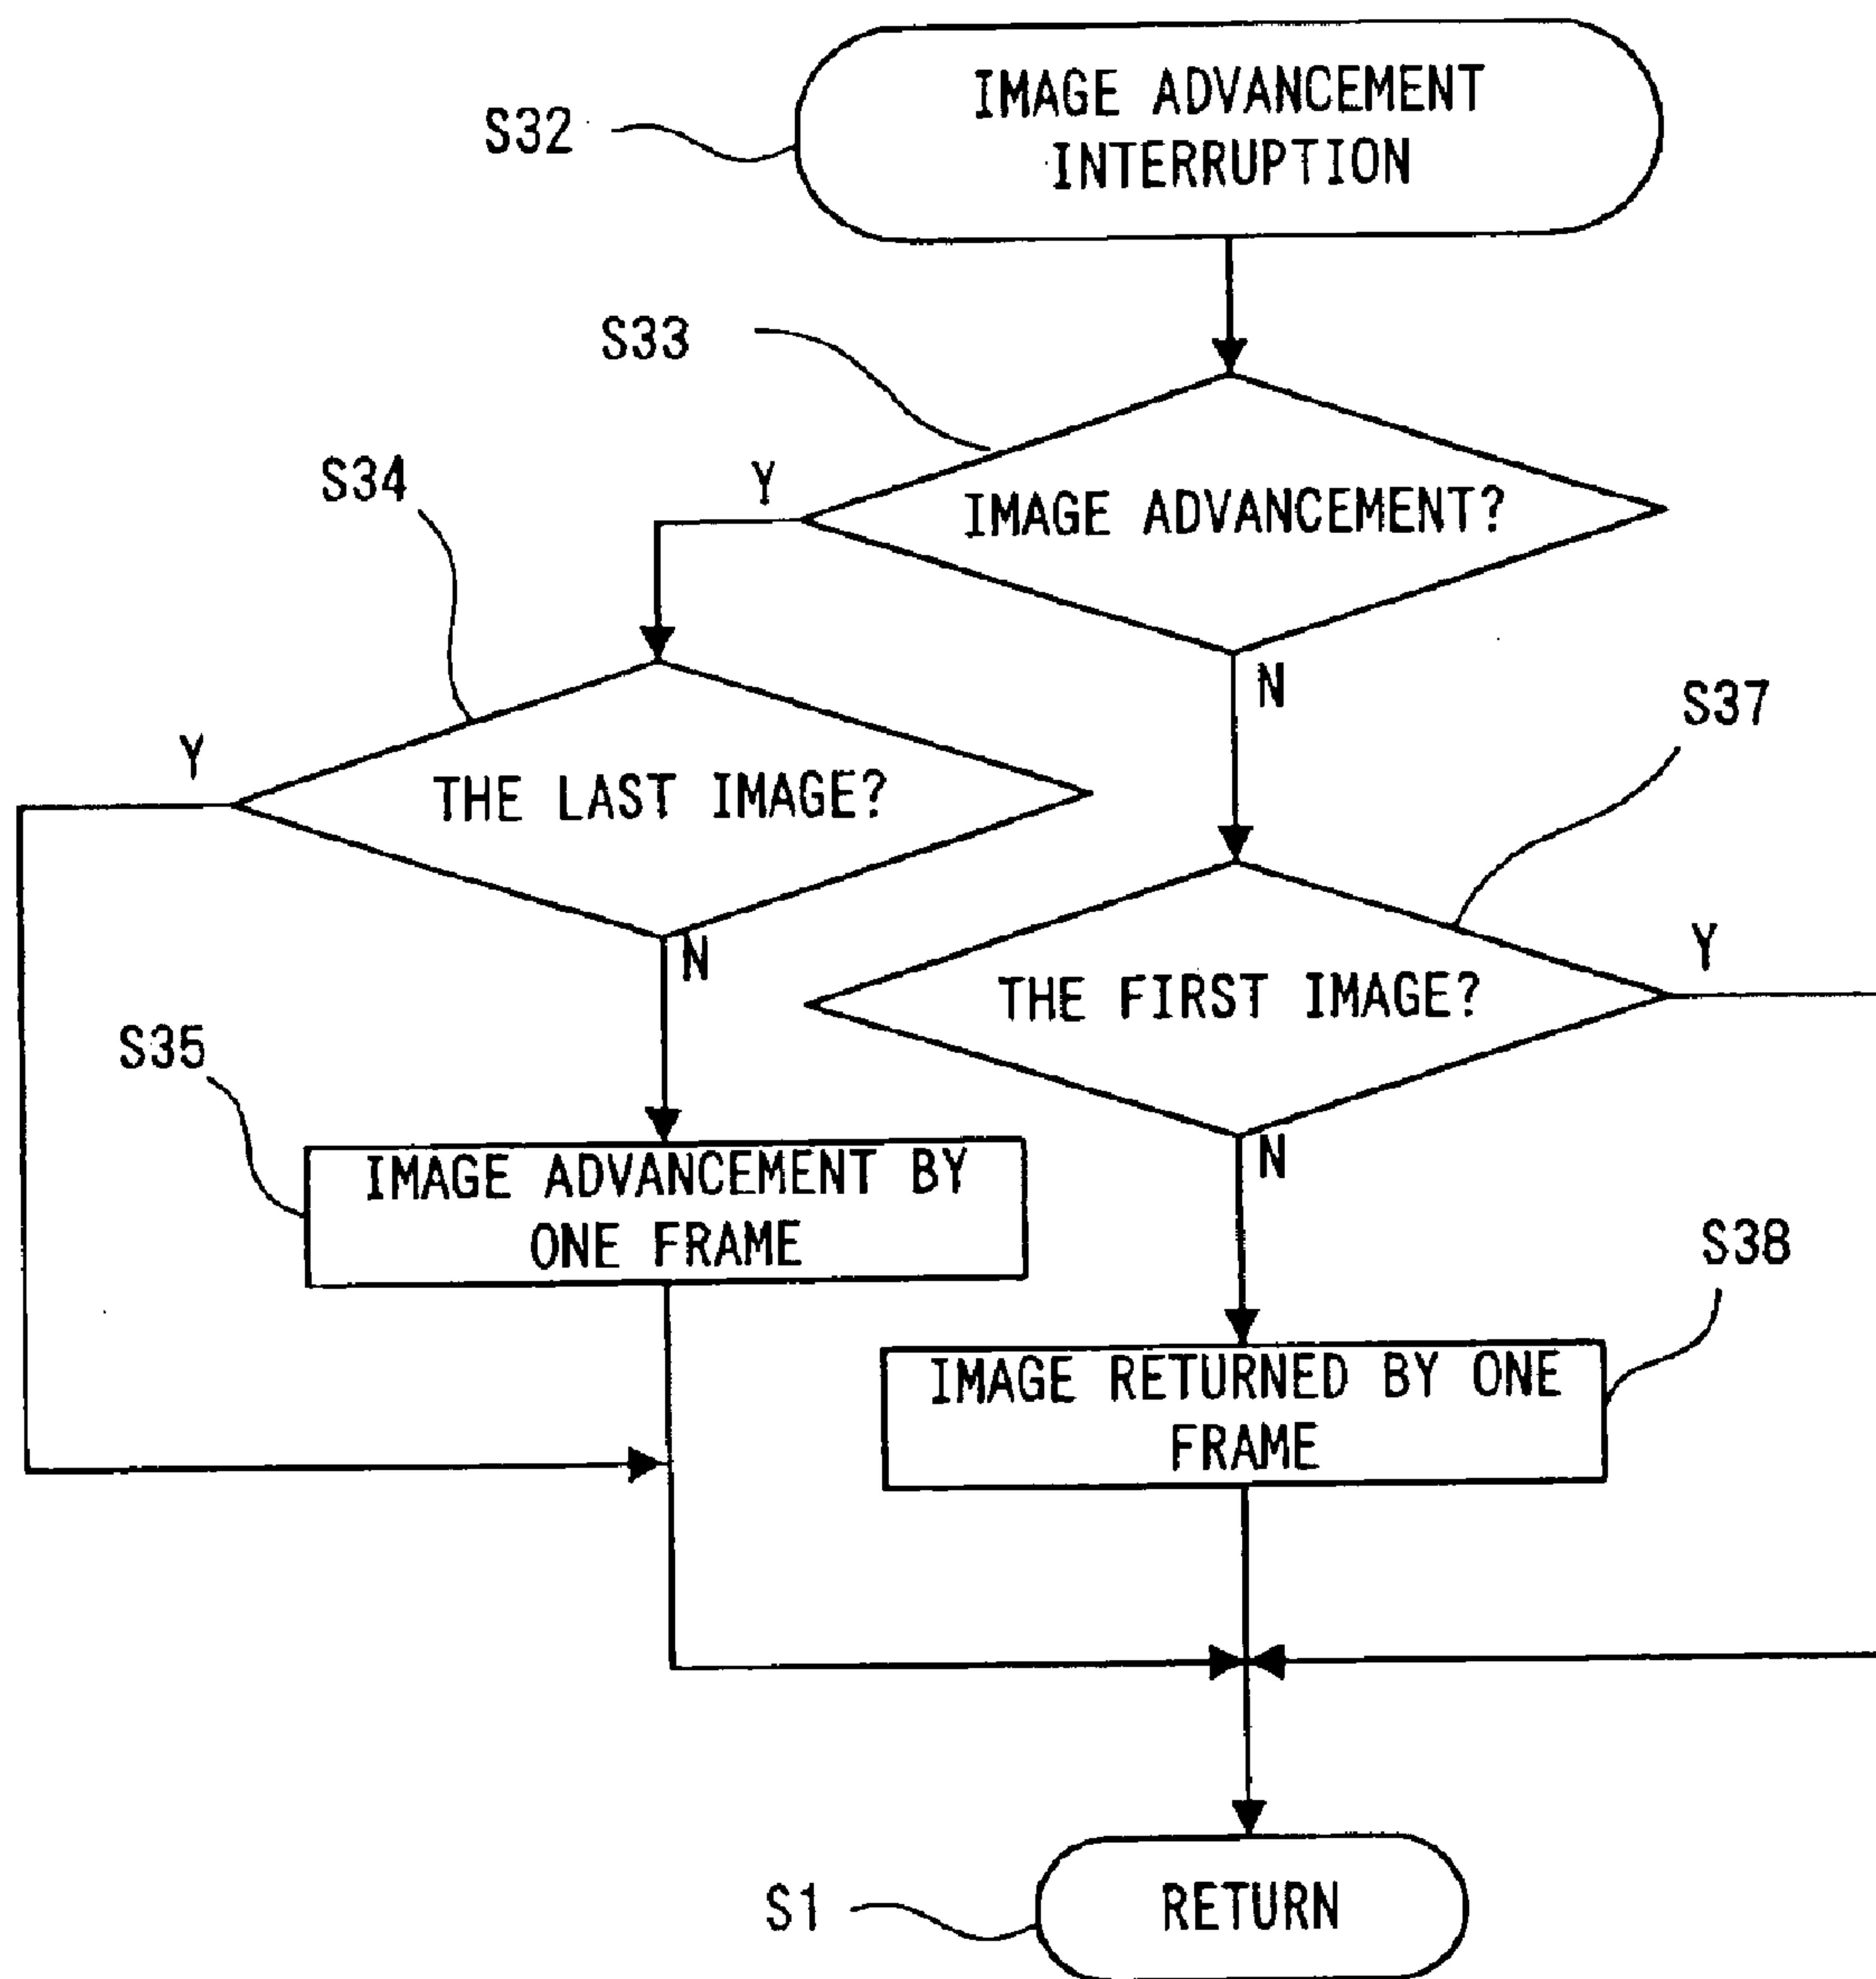 IMAGE ADVANCEMENT
INTERRUPTION
S32
S33
IMAGE ADVANCEMENT?
Y
N
S34
THE LAST IMAGE?
Y
N
S37
THE FIRST IMAGE?
Y
N
S35
IMAGE ADVANCEMENT BY
ONE FRAME
S38
IMAGE RETURNED BY ONE
FRAME
S1
RETURN